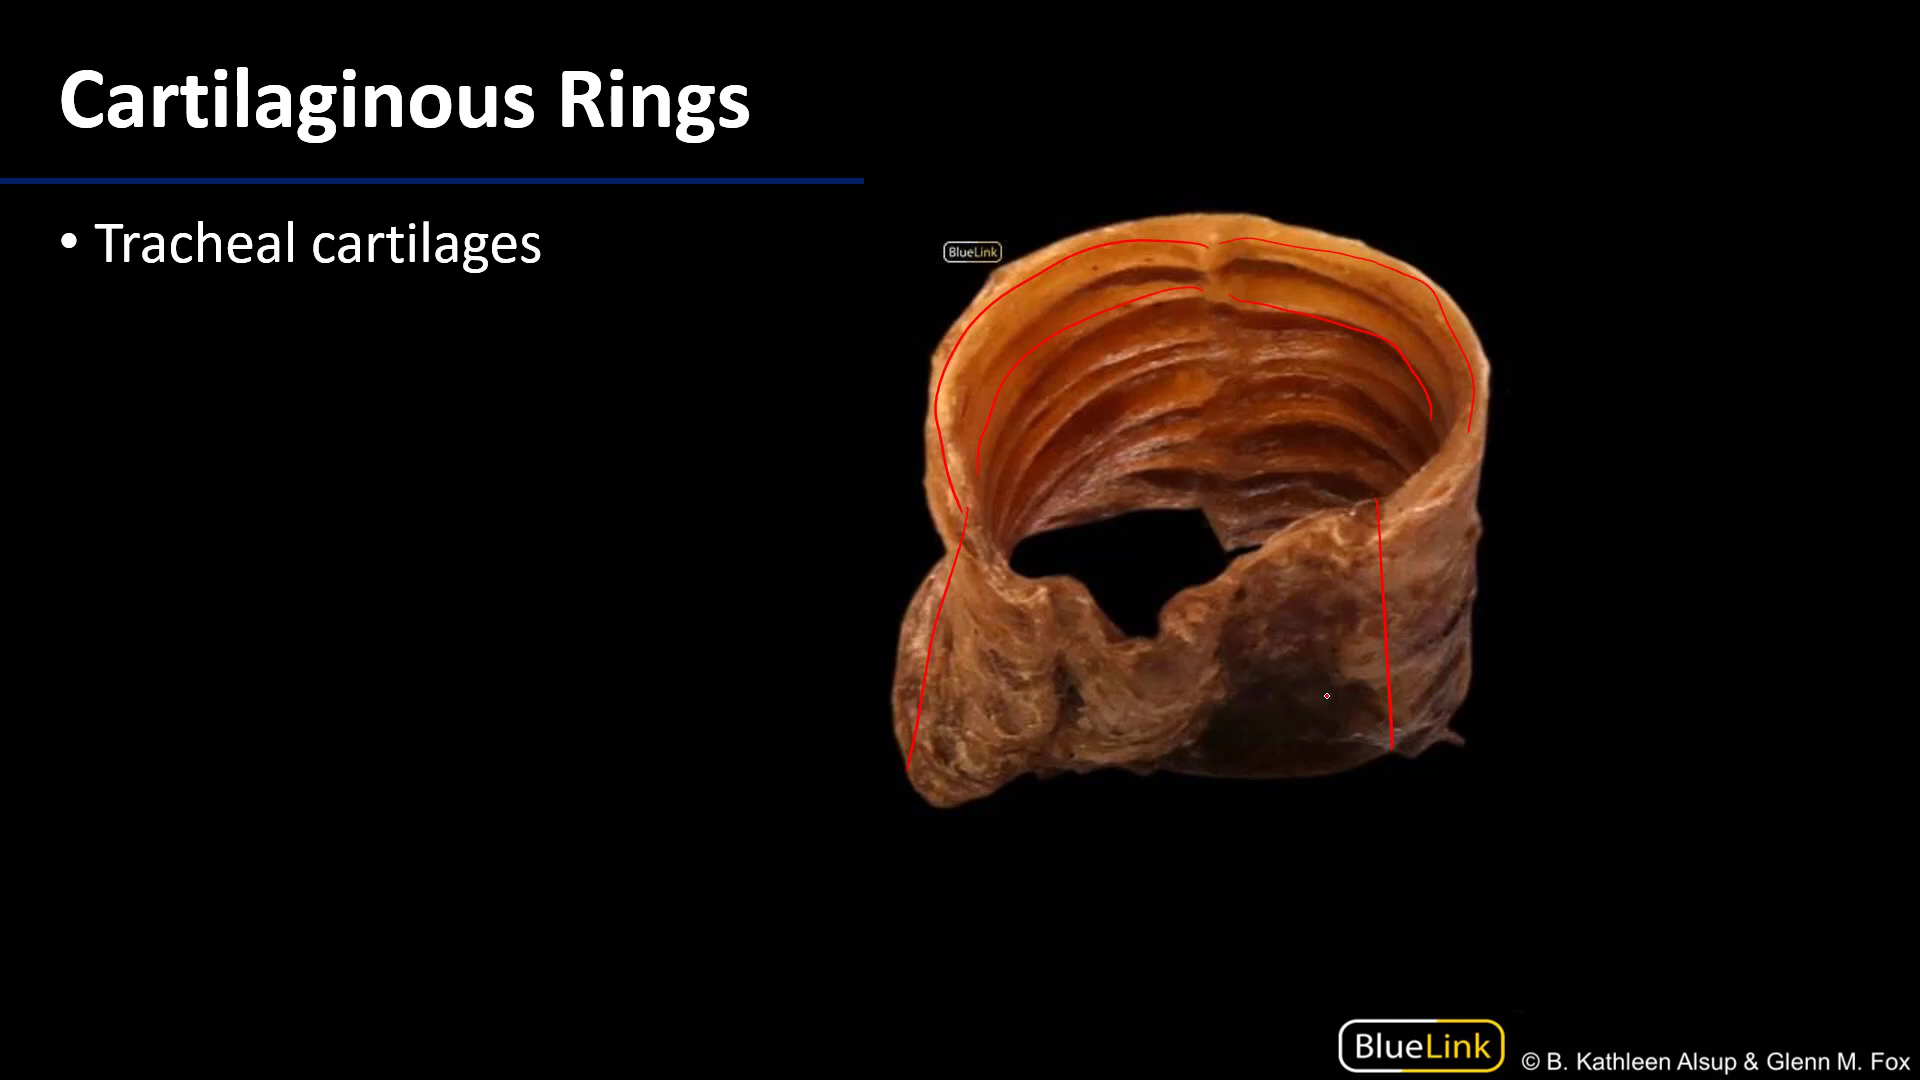 Cartilaginous Rings
• Tracheal cartilages
BlueLink
BlueLink
© B. Kathleen Alsup & Glenn M. Fox